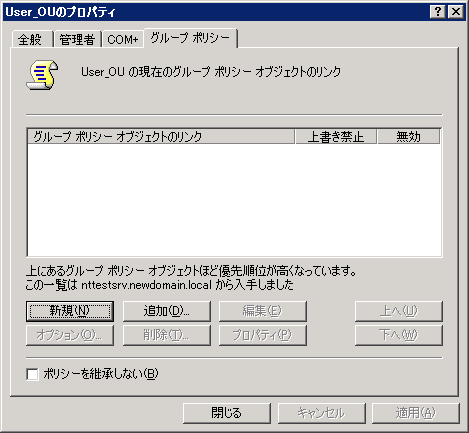 User_OUのプロパティ
全般 管理者 COM+ グループ ポリシー
User_OU の現在のグループ ポリシー オブジェクトのリンク
グループ ポリシー オブジェクトのリンク 上書き禁止 無効
上にあるグループ ポリシー オブジェクトほど優先順位が高くなっています。
この一覧は nttestsrv.newdomain.local から入手しました
新規(N) 追加(D)... 編集(E) 上へ(U)
オプション(O)... 削除(T)... プロパティ(P) 下へ(W)
ポリシーを継承しない(B)
閉じる キャンセル 適用(A)